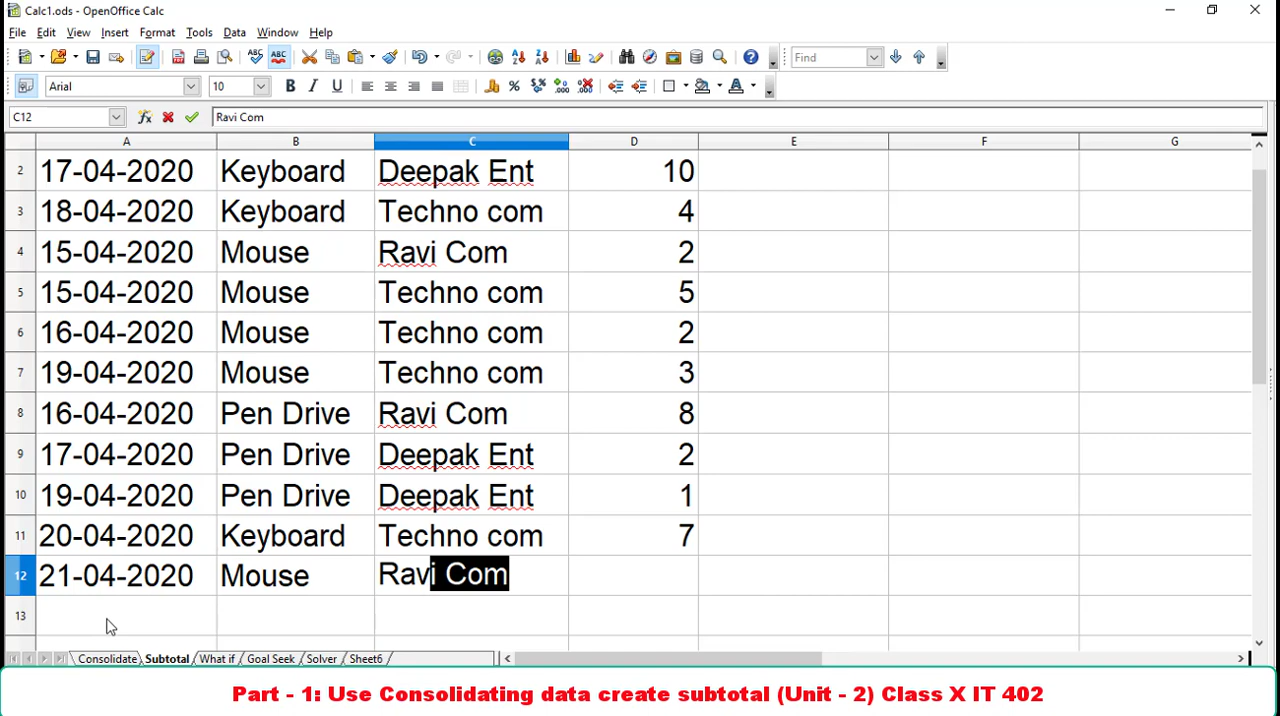 Calc1.ods - OpenOffice Calc
File Edit View Insert Format Tools Data Window Help
Find
Arial 10
C12 Ravi Com
A B C D E F G
2 17-04-2020 Keyboard Deepak Ent 10
3 18-04-2020 Keyboard Techno com 4
4 15-04-2020 Mouse Ravi Com 2
5 15-04-2020 Mouse Techno com 5
6 16-04-2020 Mouse Techno com 2
7 19-04-2020 Mouse Techno com 3
8 16-04-2020 Pen Drive Ravi Com 8
9 17-04-2020 Pen Drive Deepak Ent 2
10 19-04-2020 Pen Drive Deepak Ent 1
11 20-04-2020 Keyboard Techno com 7
12 21-04-2020 Mouse Ravi Com
13
Consolidate Subtotal What if Goal Seek Solver Sheet6
Part - 1: Use Consolidating data create subtotal (Unit - 2) Class X IT 402